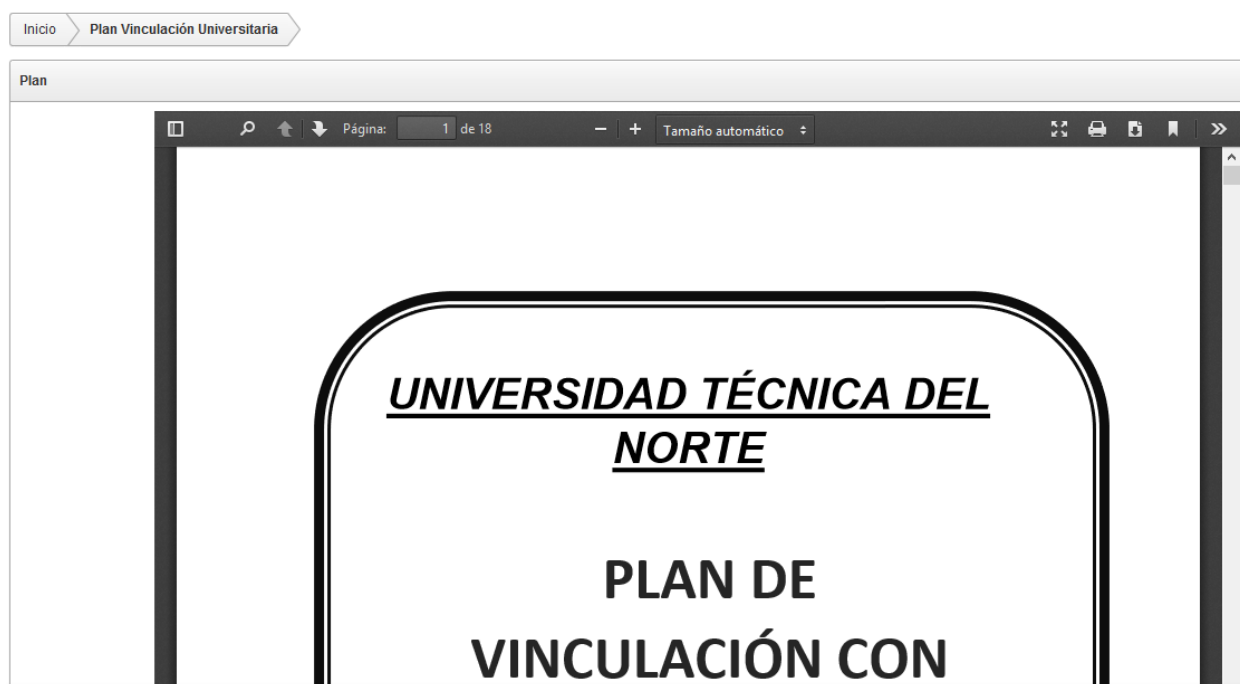 Inicio Plan Vinculación Universitaria
Plan
Página: 1 de 18 Tamaño automático
UNIVERSIDAD TÉCNICA DEL
NORTE
PLAN DE
VINCULACIÓN CON